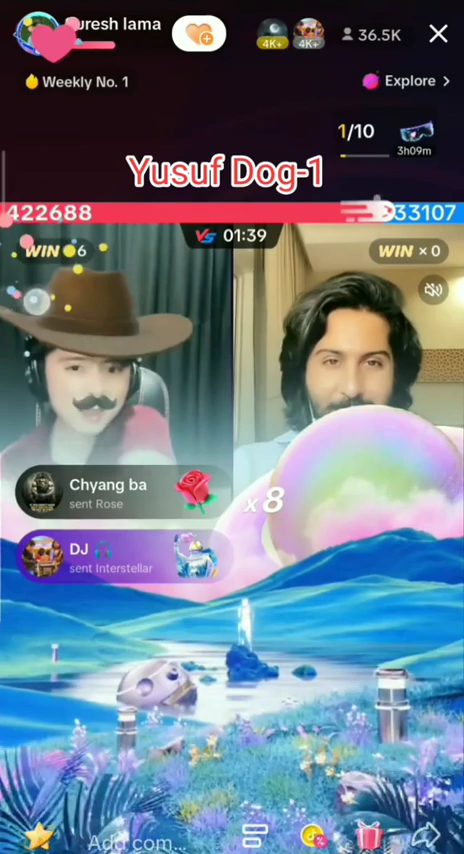 uresh lama
4K+
4K+
36.5K
Weekly No. 1
Explore
1/10
3h09m
Yusuf Dog-1
422688
33107
VS 01:39
WIN 6
WIN × 0
Chyang ba
sent Rose
x 8
DJ
sent Interstellar
Add com...